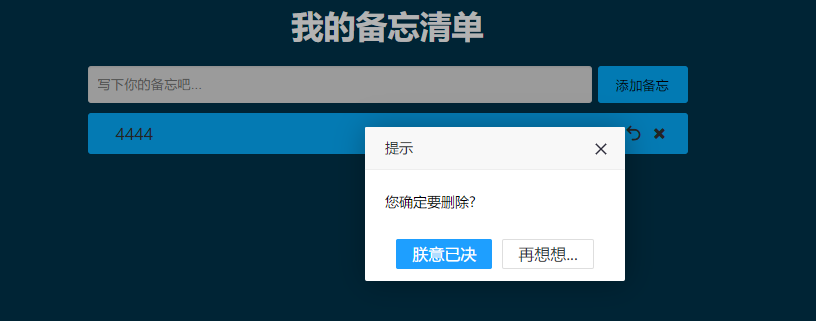 我的备忘清单
写下你的备忘吧...
添加备忘
4444
提示
您确定要删除?
朕意已决
再想想...